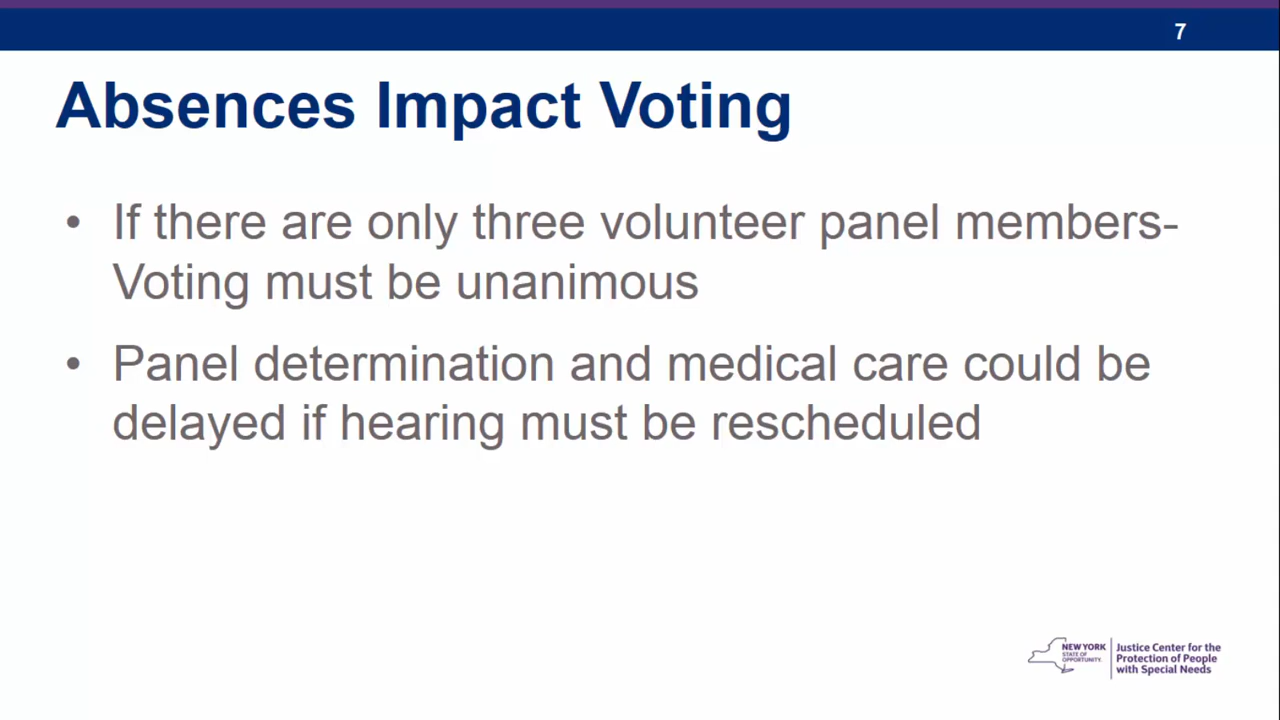 7
Absences Impact Voting
• If there are only three volunteer panel members-
Voting must be unanimous
• Panel determination and medical care could be
delayed if hearing must be rescheduled
NEW YORK
STATE OF
OPPORTUNITY.
Justice Center for the
Protection of People
with Special Needs